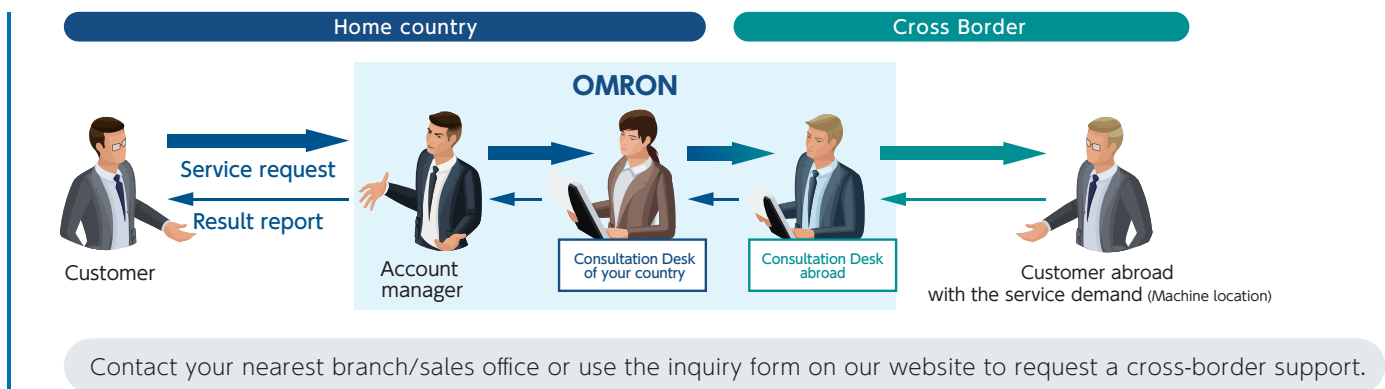 Home country
Cross Border
OMRON
Service request
Result report
Customer
Account
manager
Consultation Desk
of your country
Consultation Desk
abroad
Customer abroad
with the service demand (Machine location)
Contact your nearest branch/sales office or use the inquiry form on our website to request a cross-border support.